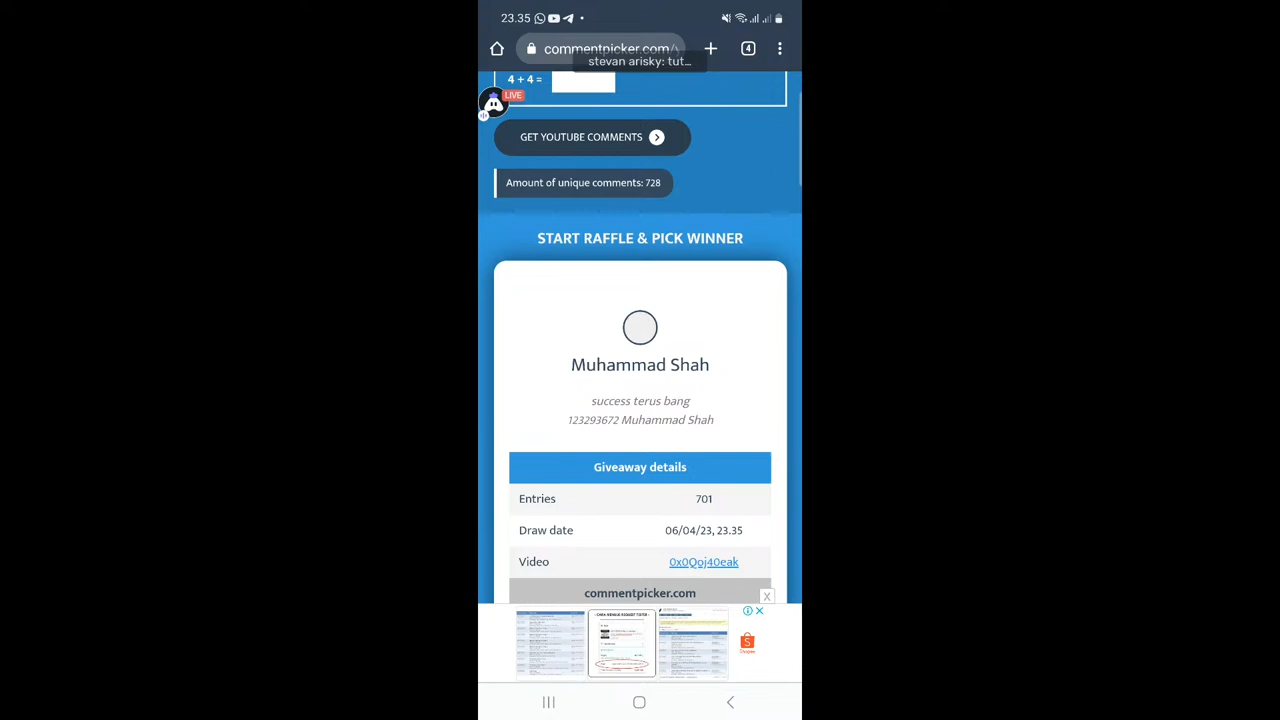 23.35
commentpicker.com/y
stevan arisky: tut...
4 + 4 =
LIVE
GET YOUTUBE COMMENTS
Amount of unique comments: 728
START RAFFLE & PICK WINNER
Muhammad Shah
success terus bang
123293672 Muhammad Shah
Giveaway details
Entries 701
Draw date 06/04/23, 23.35
Video 0x0Qoj40eak
commentpicker.com
X
Shopee